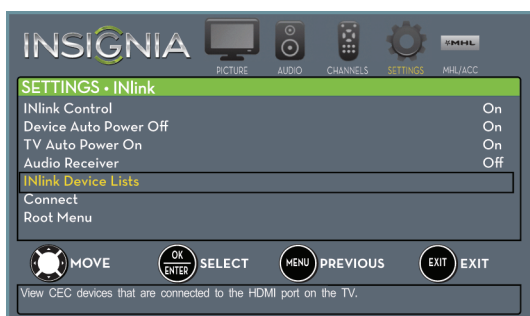 INSIGNIA
PICTURE AUDIO CHANNELS SETTINGS MHL/ACC
MHL
SETTINGS • INlink
INlink Control On
Device Auto Power Off On
TV Auto Power On On
Audio Receiver Off
INlink Device Lists
Connect
Root Menu
MOVE OK ENTER SELECT MENU PREVIOUS EXIT EXIT
View CEC devices that are connected to the HDMI port on the TV.